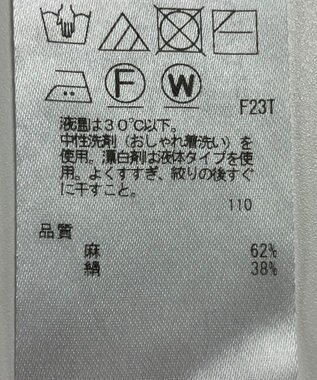 F
W
F23T
液温は30℃以下。
中性洗剤（おしゃれ着洗い）を
使用。漂白剤は液体タイプを使
用。よくすすぎ、絞りの後すぐ
に干すこと。
110
品質
麻 62%
絹 38%